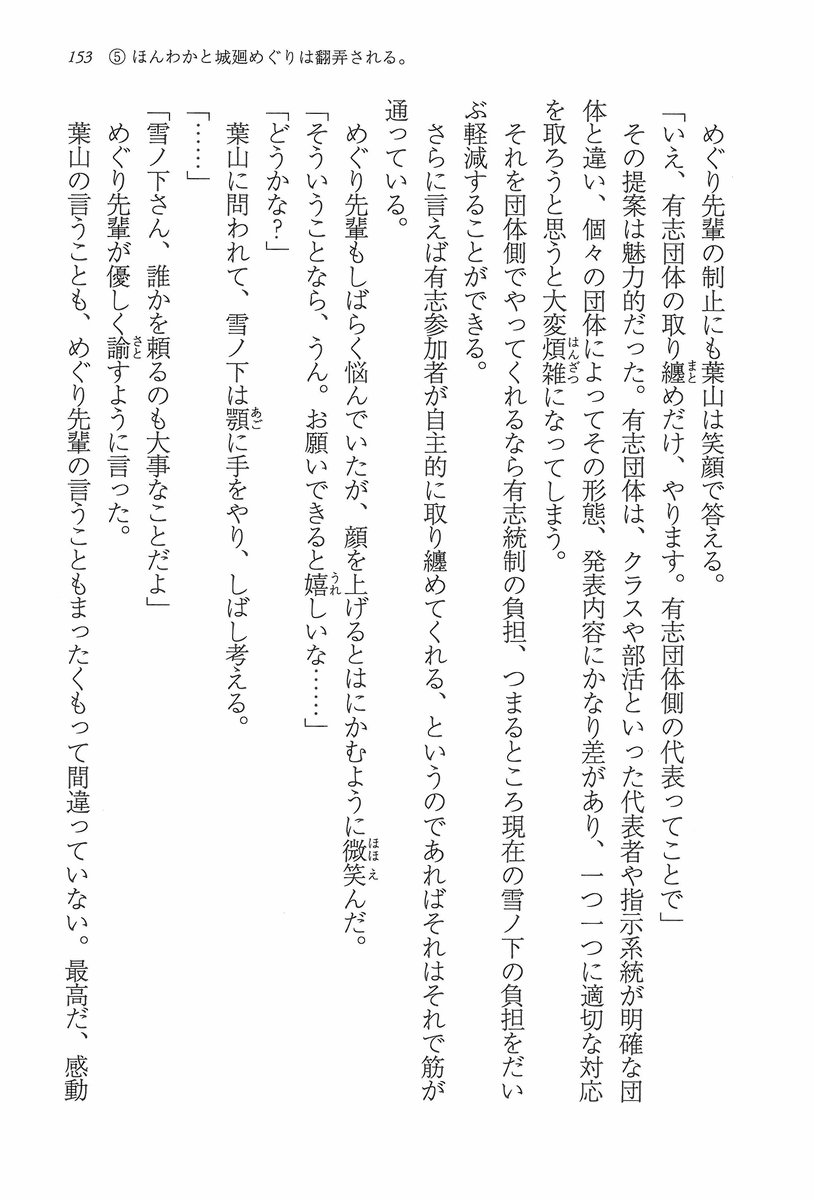 153 ⑤ ほんわかと城廻めぐりは翻弄される。
めぐり先輩の制止にも葉山は笑顔で答える。
「いえ、有志団体の取り纏めだけ、やります。有志団体側の代表ってことで」
その提案は魅力的だった。有志団体は、クラスや部活といった代表者や指示系統が明確な団
体と違い、個々の団体によってその形態、発表内容にかなり差があり、一つ一つに適切な対応
を取ろうと思うと大変煩雑になってしまう。
それを団体側でやってくれるなら有志統制の負担、つまるところ現在の雪ノ下の負担をだい
ぶ軽減することができる。
さらに言えば有志参加者が自主的に取り纏めてくれる、というのであればそれはそれで筋が
通っている。
めぐり先輩もしばらく悩んでいたが、顔を上げるとはにかむように微笑んだ。
「そういうことなら、うん。お願いできると嬉しいな……」
「どうかな?」
葉山に問われて、雪ノ下は顎に手をやり、しばし考える。
「……」
「雪ノ下さん、誰かを頼るのも大事なことだよ」
めぐり先輩が優しく諭すように言った。
葉山の言うことも、めぐり先輩の言うこともまったくもって間違っていない。最高だ、感動